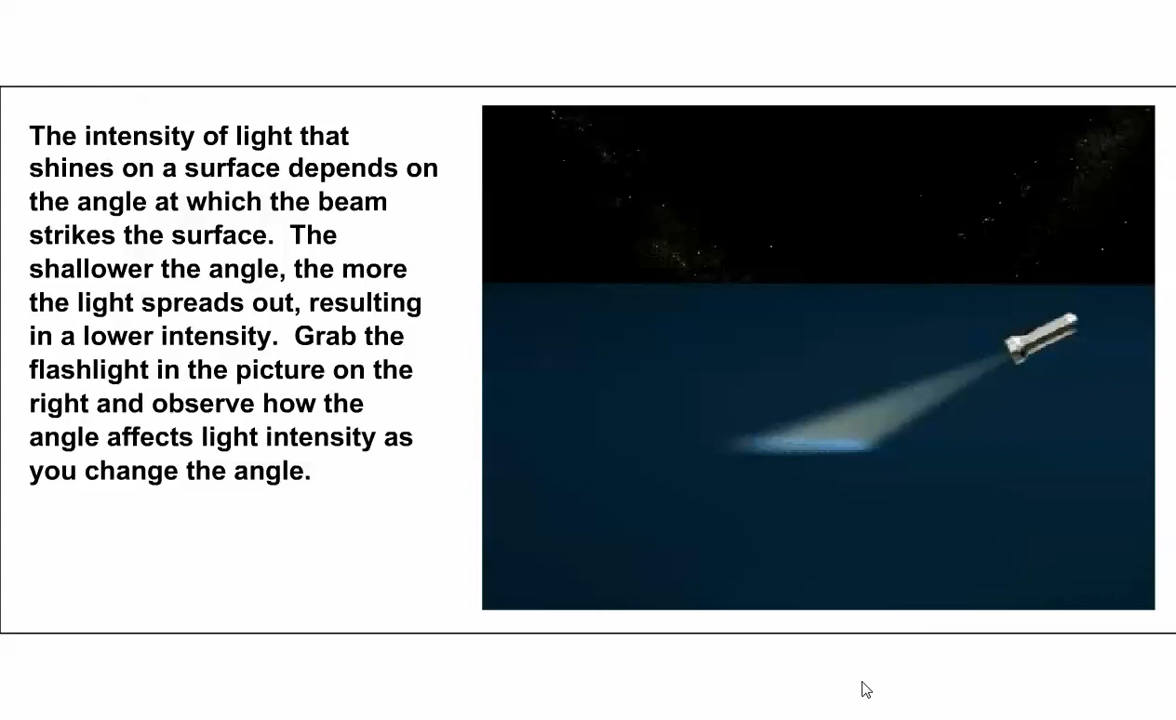 The intensity of light that
shines on a surface depends on
the angle at which the beam
strikes the surface.  The
shallower the angle, the more
the light spreads out, resulting
in a lower intensity.  Grab the
flashlight in the picture on the
right and observe how the
angle affects light intensity as
you change the angle.